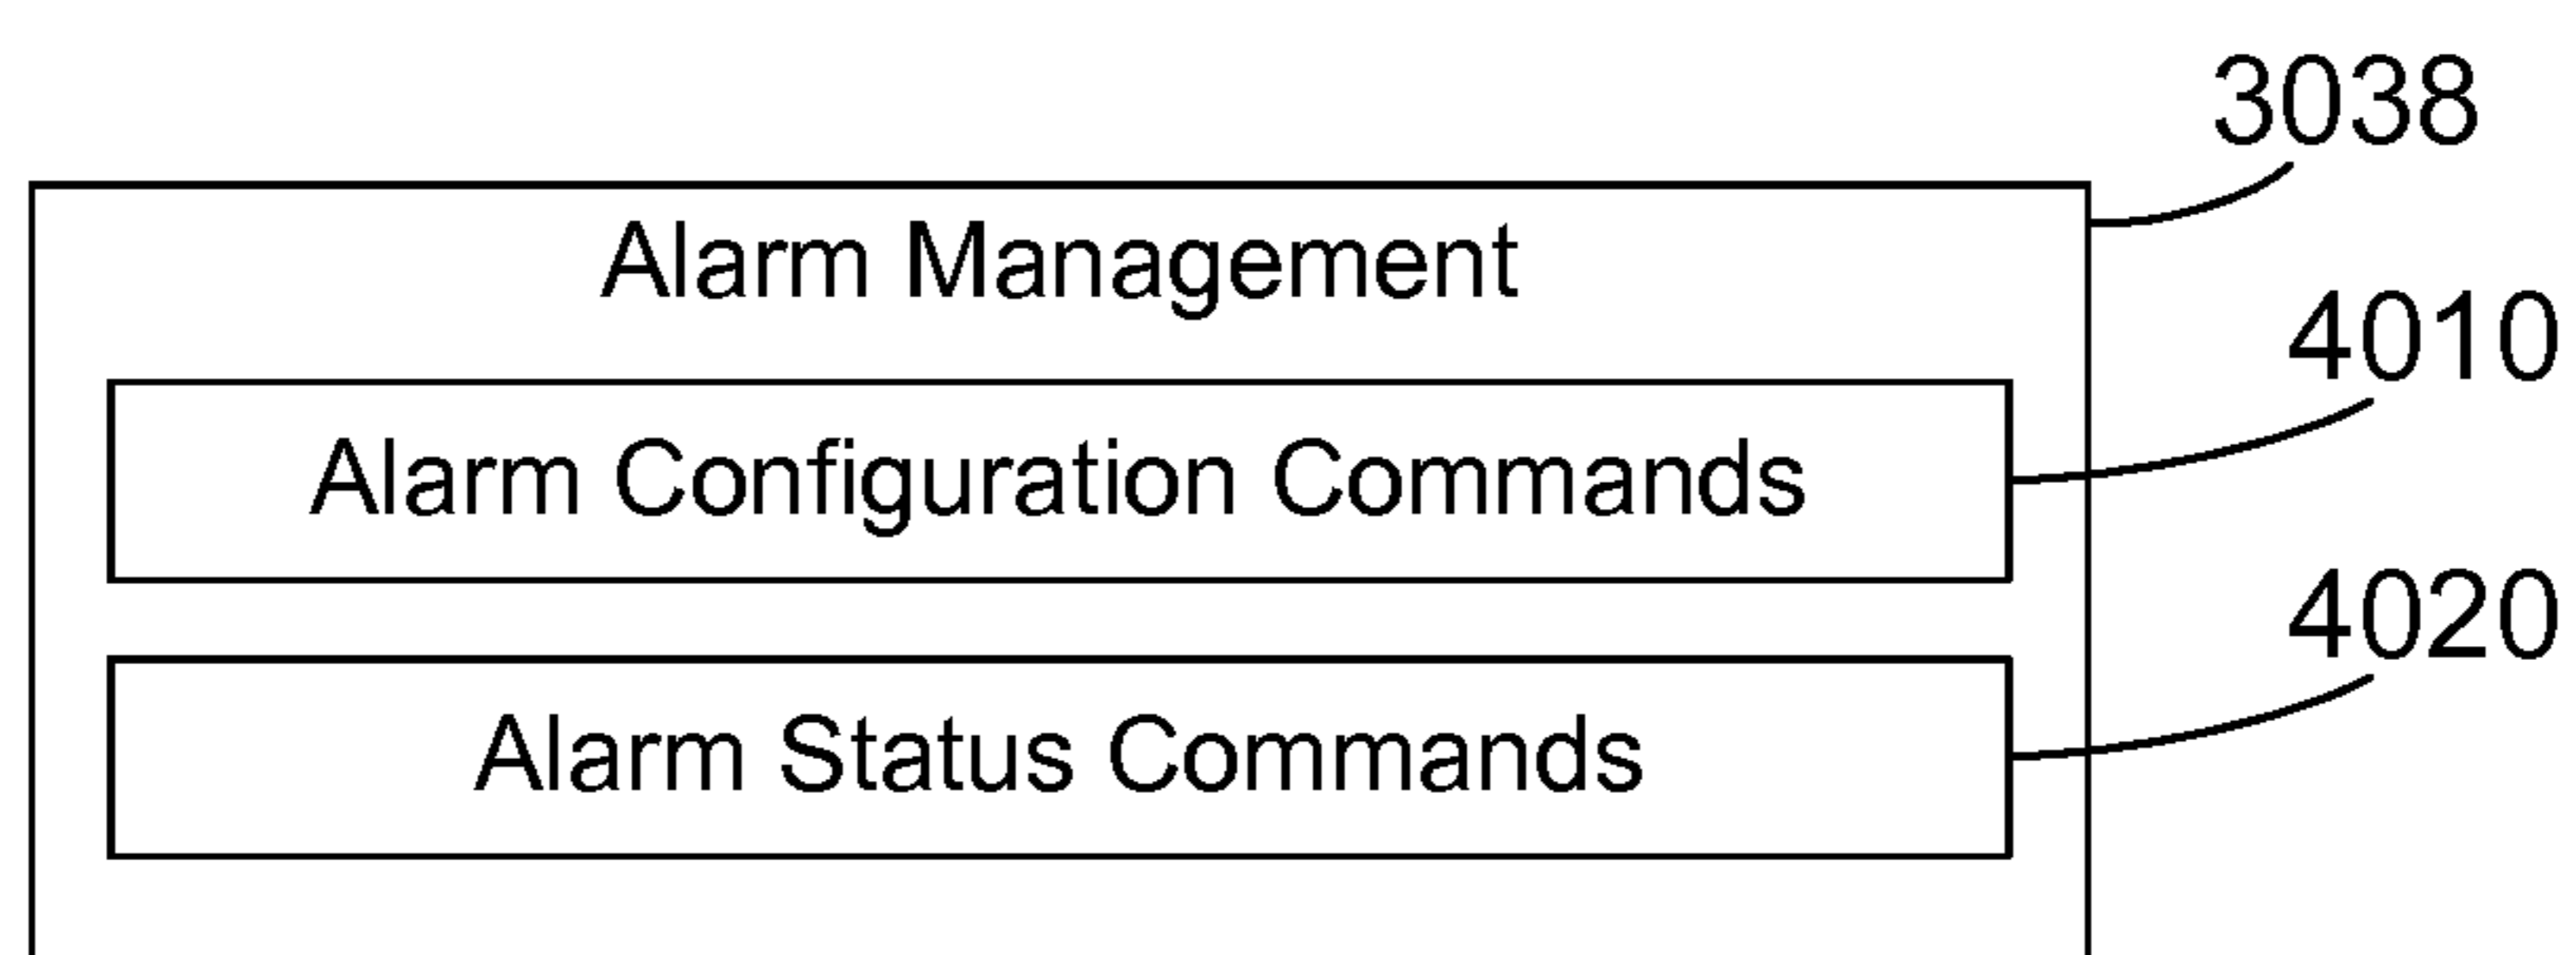 3038
Alarm Management
4010
Alarm Configuration Commands
4020
Alarm Status Commands